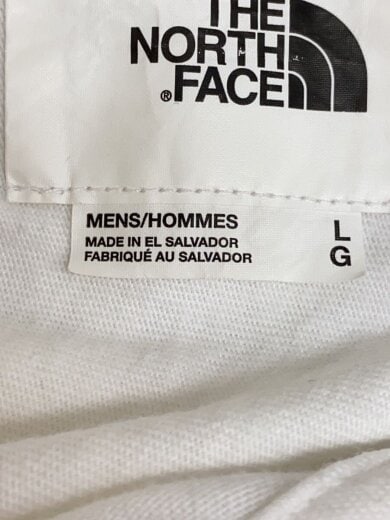 THE
NORTH
® FACE
MENS/HOMMES
MADE IN EL SALVADOR
FABRIQUÉ AU SALVADOR
L
G